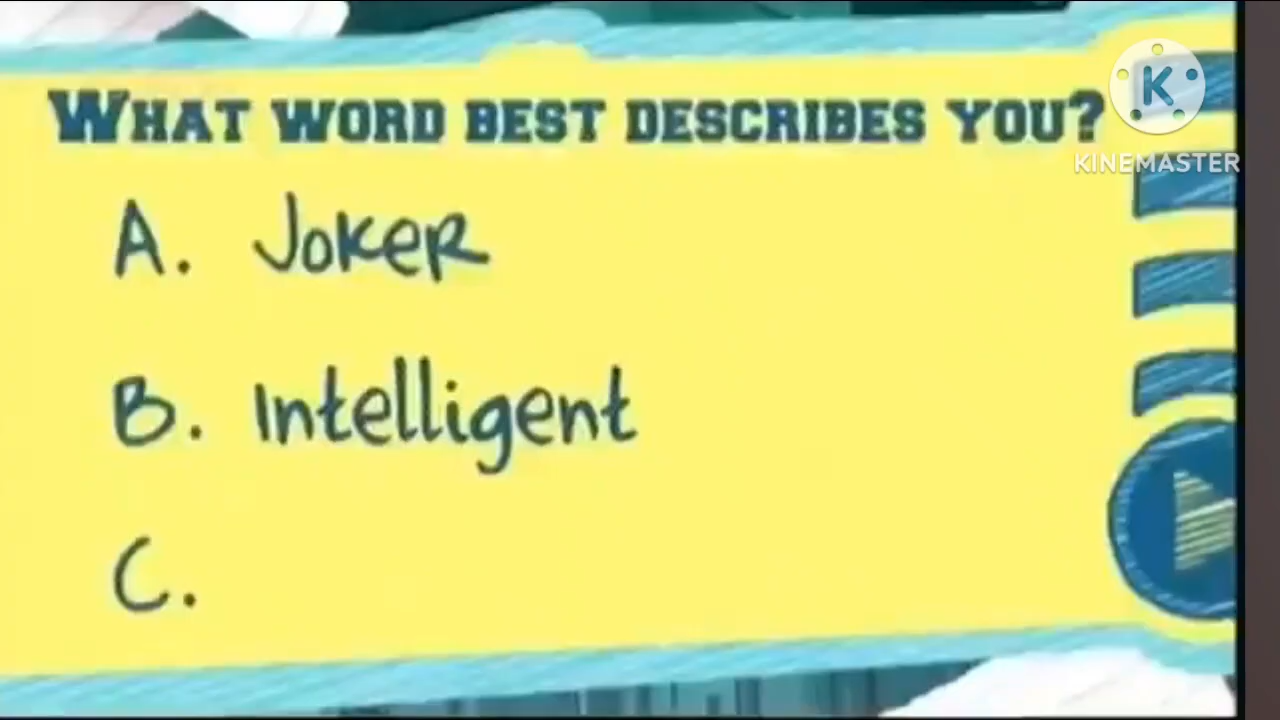 WHAT WORD BEST DESCRIBES YOU?
K
KINEMASTER
A. JOKER
B. Intelligent
C.